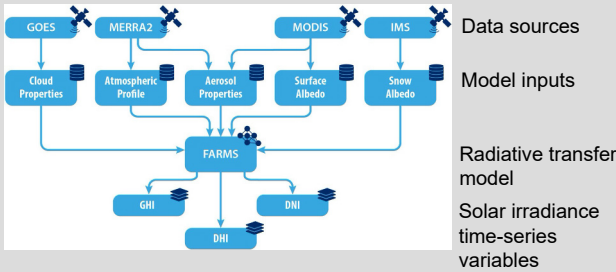 GOES
MERRA2
MODIS
IMS
Data sources
Cloud
Properties
Atmospheric
Profile
Aerosol
Properties
Surface
Albedo
Snow
Albedo
Model inputs
FARMS
Radiative transfer
model
GHI
DNI
DHI
Solar irradiance
time-series
variables